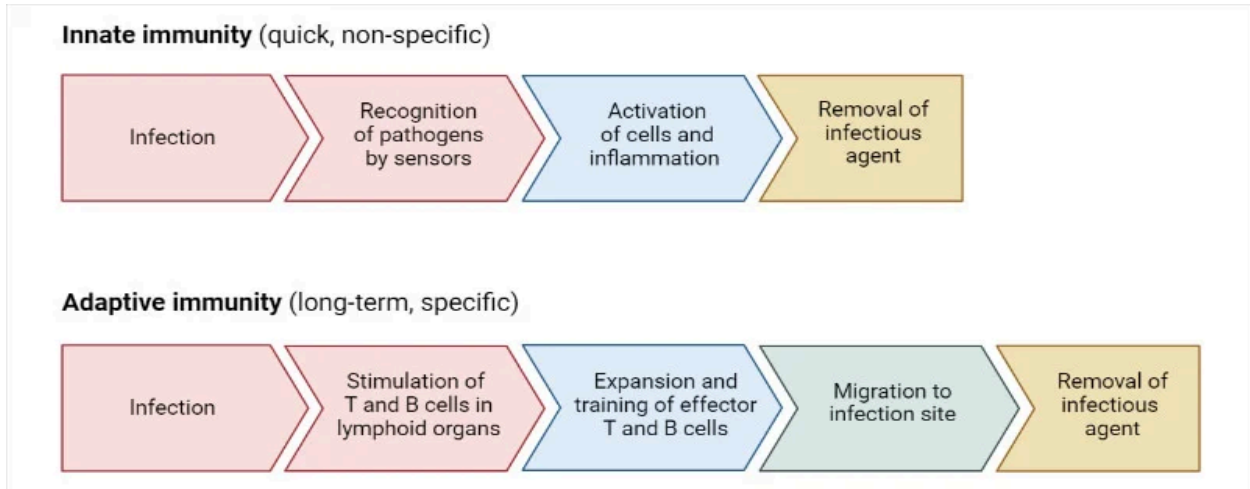 Innate immunity (quick, non-specific)
Infection
Recognition
of pathogens
by sensors
Activation
of cells and
inflammation
Removal of
infectious
agent
Adaptive immunity (long-term, specific)
Infection
Stimulation of
T and B cells in
lymphoid organs
Expansion and
training of effector
T and B cells
Migration to
infection site
Removal of
infectious
agent